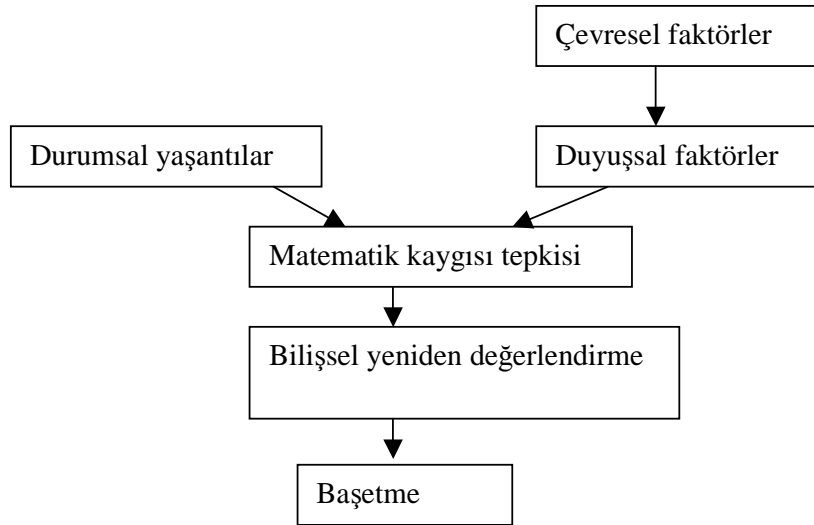 Çevresel faktörler
Durumsal yaşantılar
Duyuşsal faktörler
Matematik kaygısı tepkisi
Bilişsel yeniden değerlendirme
Başetme